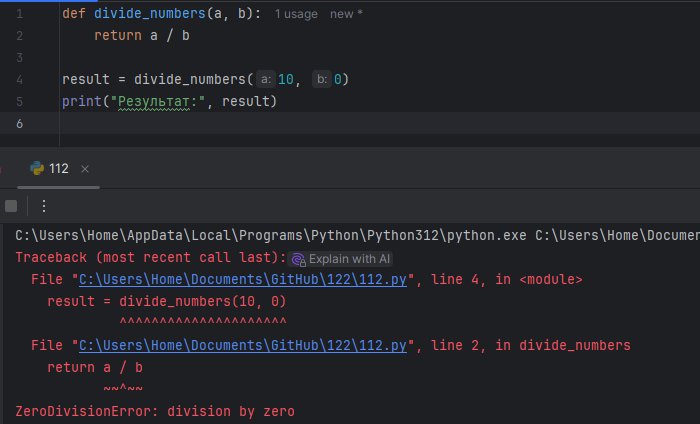 1 def divide_numbers(a, b): 1 usage new *
2 return a / b
3
4 result = divide_numbers( a: 10, b: 0)
5 print("Результат:", result)
6
112 ×
C:\Users\Home\AppData\Local\Programs\Python\Python312\python.exe C:\Users\Home\Documen
Traceback (most recent call last): Explain with AI
File "C:\Users\Home\Documents\GitHub\122\112.py", line 4, in <module>
result = divide_numbers(10, 0)
^^^^^^^^^^^^^^^^^^^^^
File "C:\Users\Home\Documents\GitHub\122\112.py", line 2, in divide_numbers
return a / b
~~^~~
ZeroDivisionError: division by zero